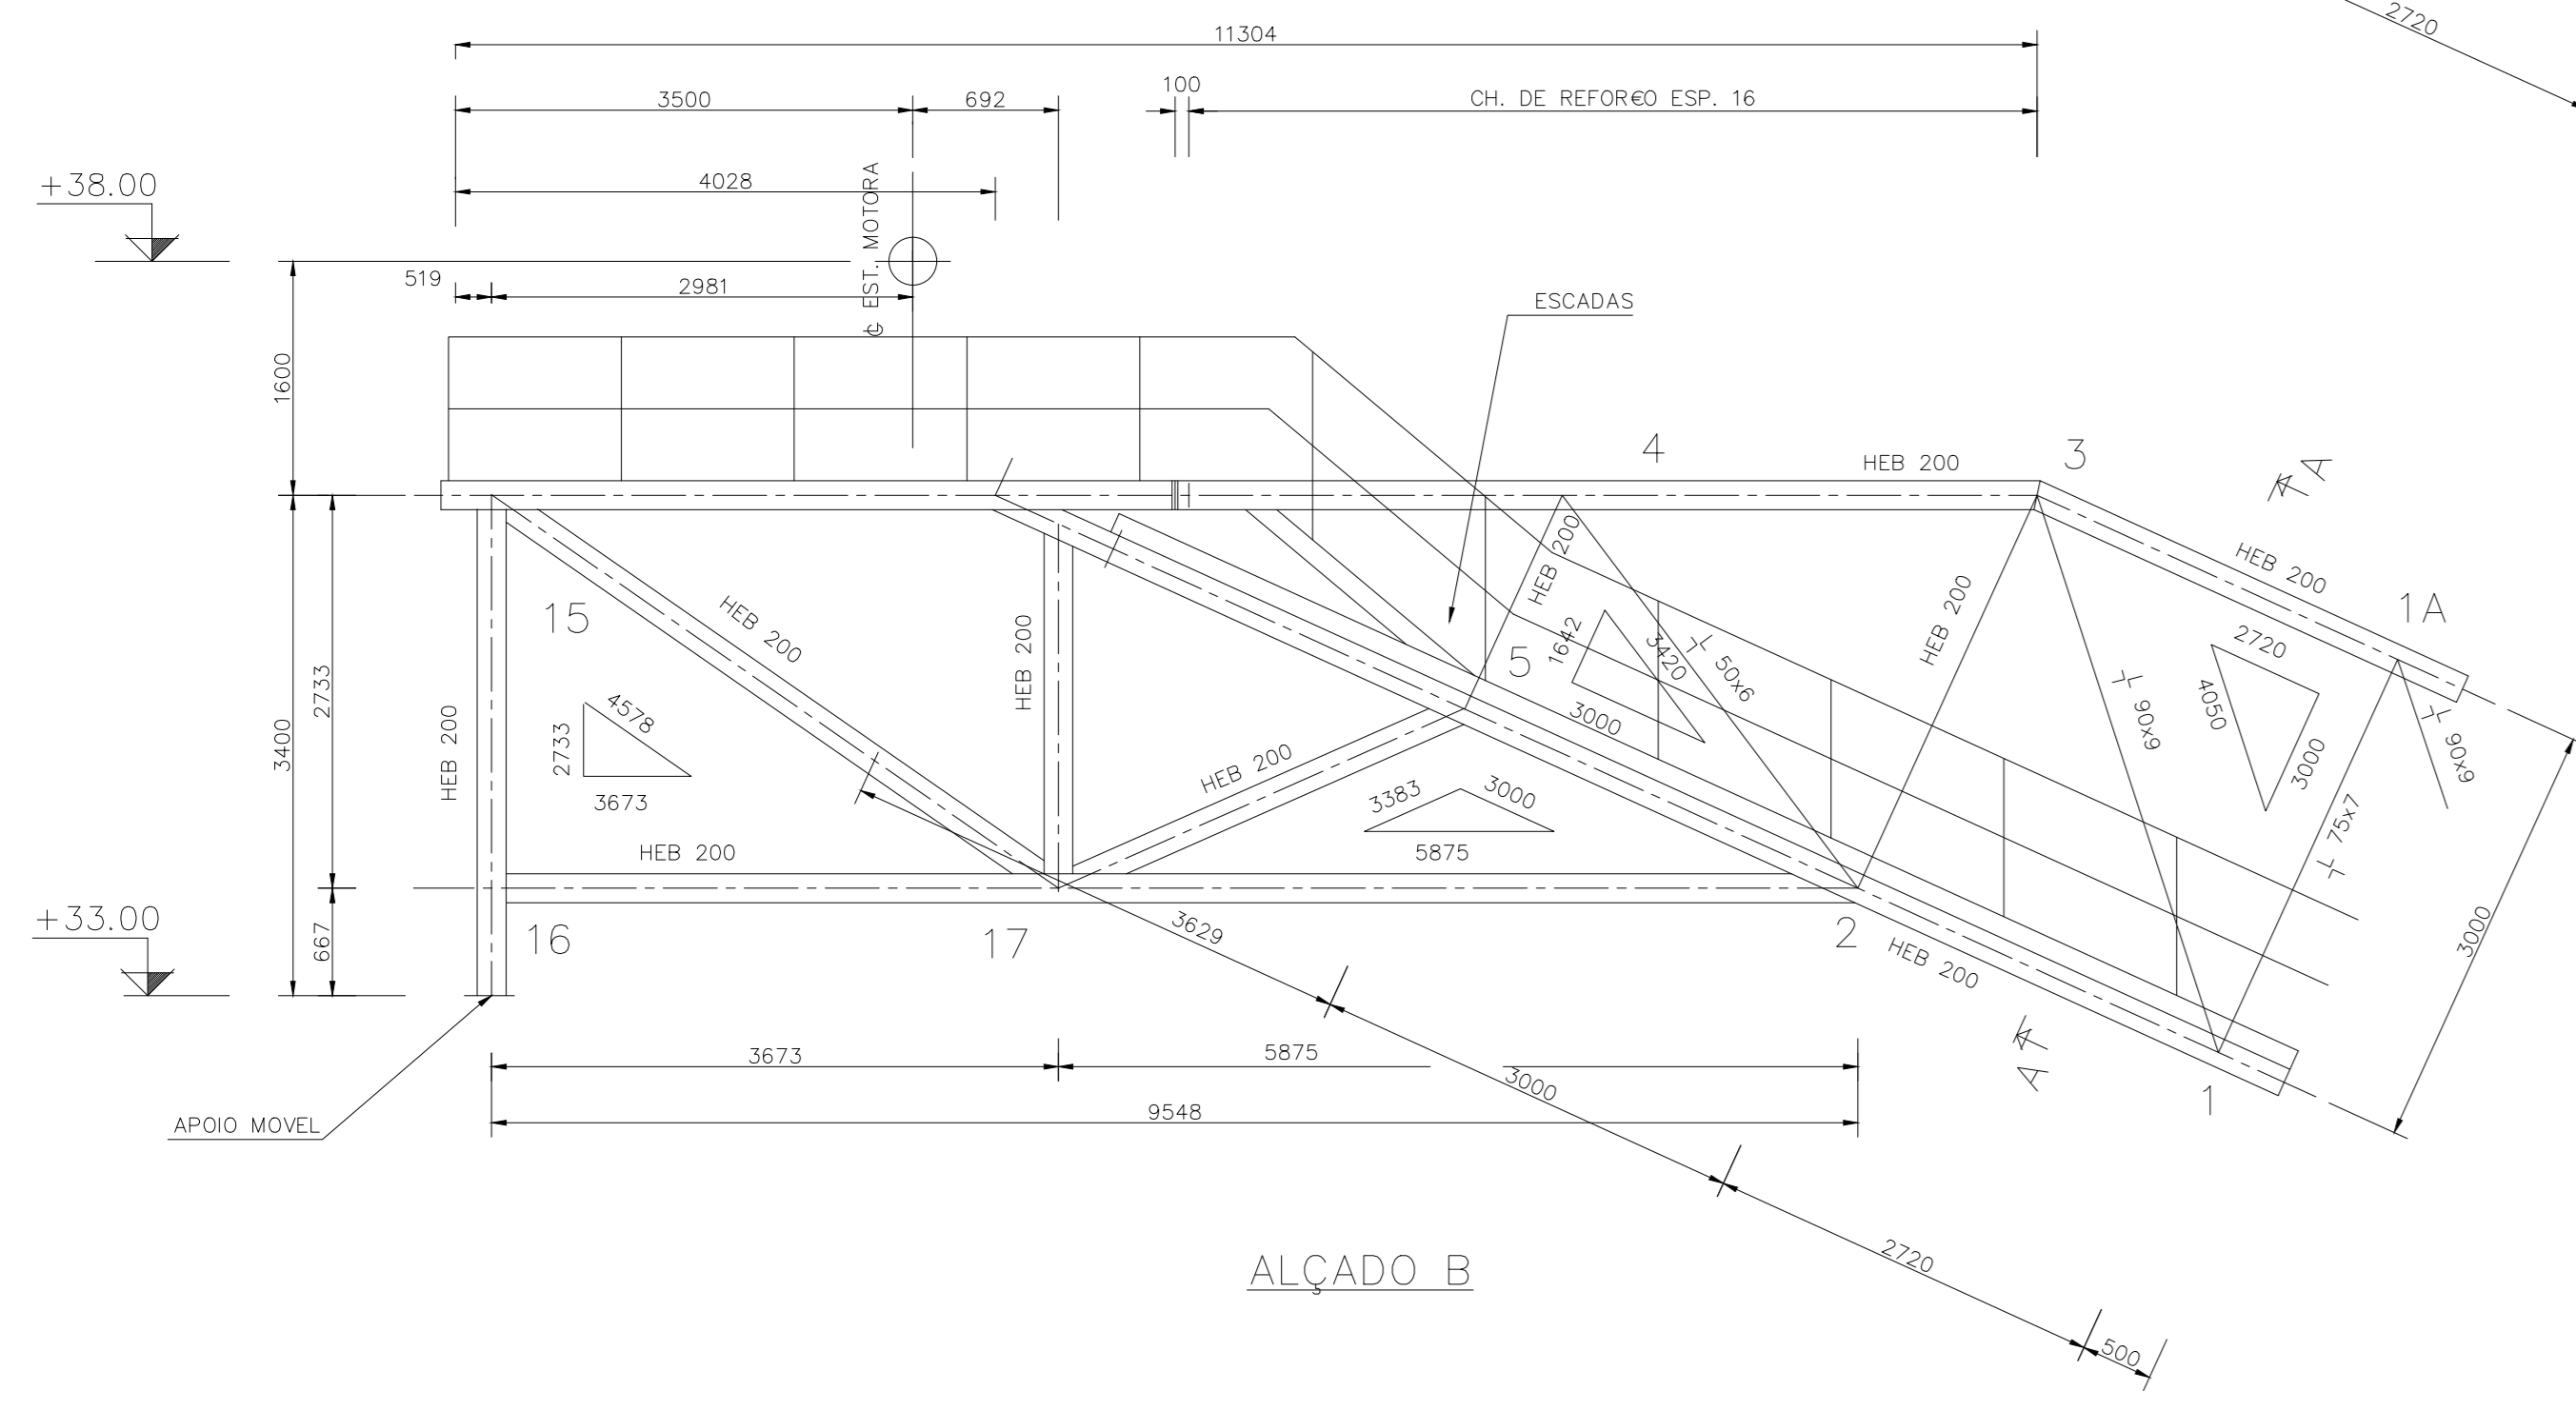 2720
11304
100
3500
692
CH. DE REFOR€O ESP. 16
+38.00
4028
℄ EST. MOTORA
519
2981
ESCADAS
1600
4
HEB 200
3
A
HEB 200
HEB 200
1A
15
HEB 200
HEB 200
HEB 200
2720
5
1642
3420
50x6
4050
2733
3400
HEB 200
4578
2733
3673
3000
90x9
90x9
3000
HEB 200
3383
3000
5875
75x7
HEB 200
+33.00
667
16
17
3629
2
HEB 200
3000
3673
5875
3000
A
1
9548
APOIO MOVEL
2720
ALÇADO B
500